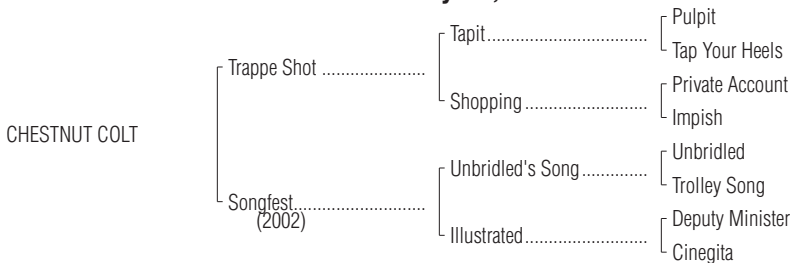 Pulpit
Tapit
Tap Your Heels
Trappe Shot
Private Account
Shopping
Impish
CHESTNUT COLT
Unbridled
Unbridled's Song
Trolley Song
Songfest
(2002)
Deputy Minister
Illustrated
Cinegita